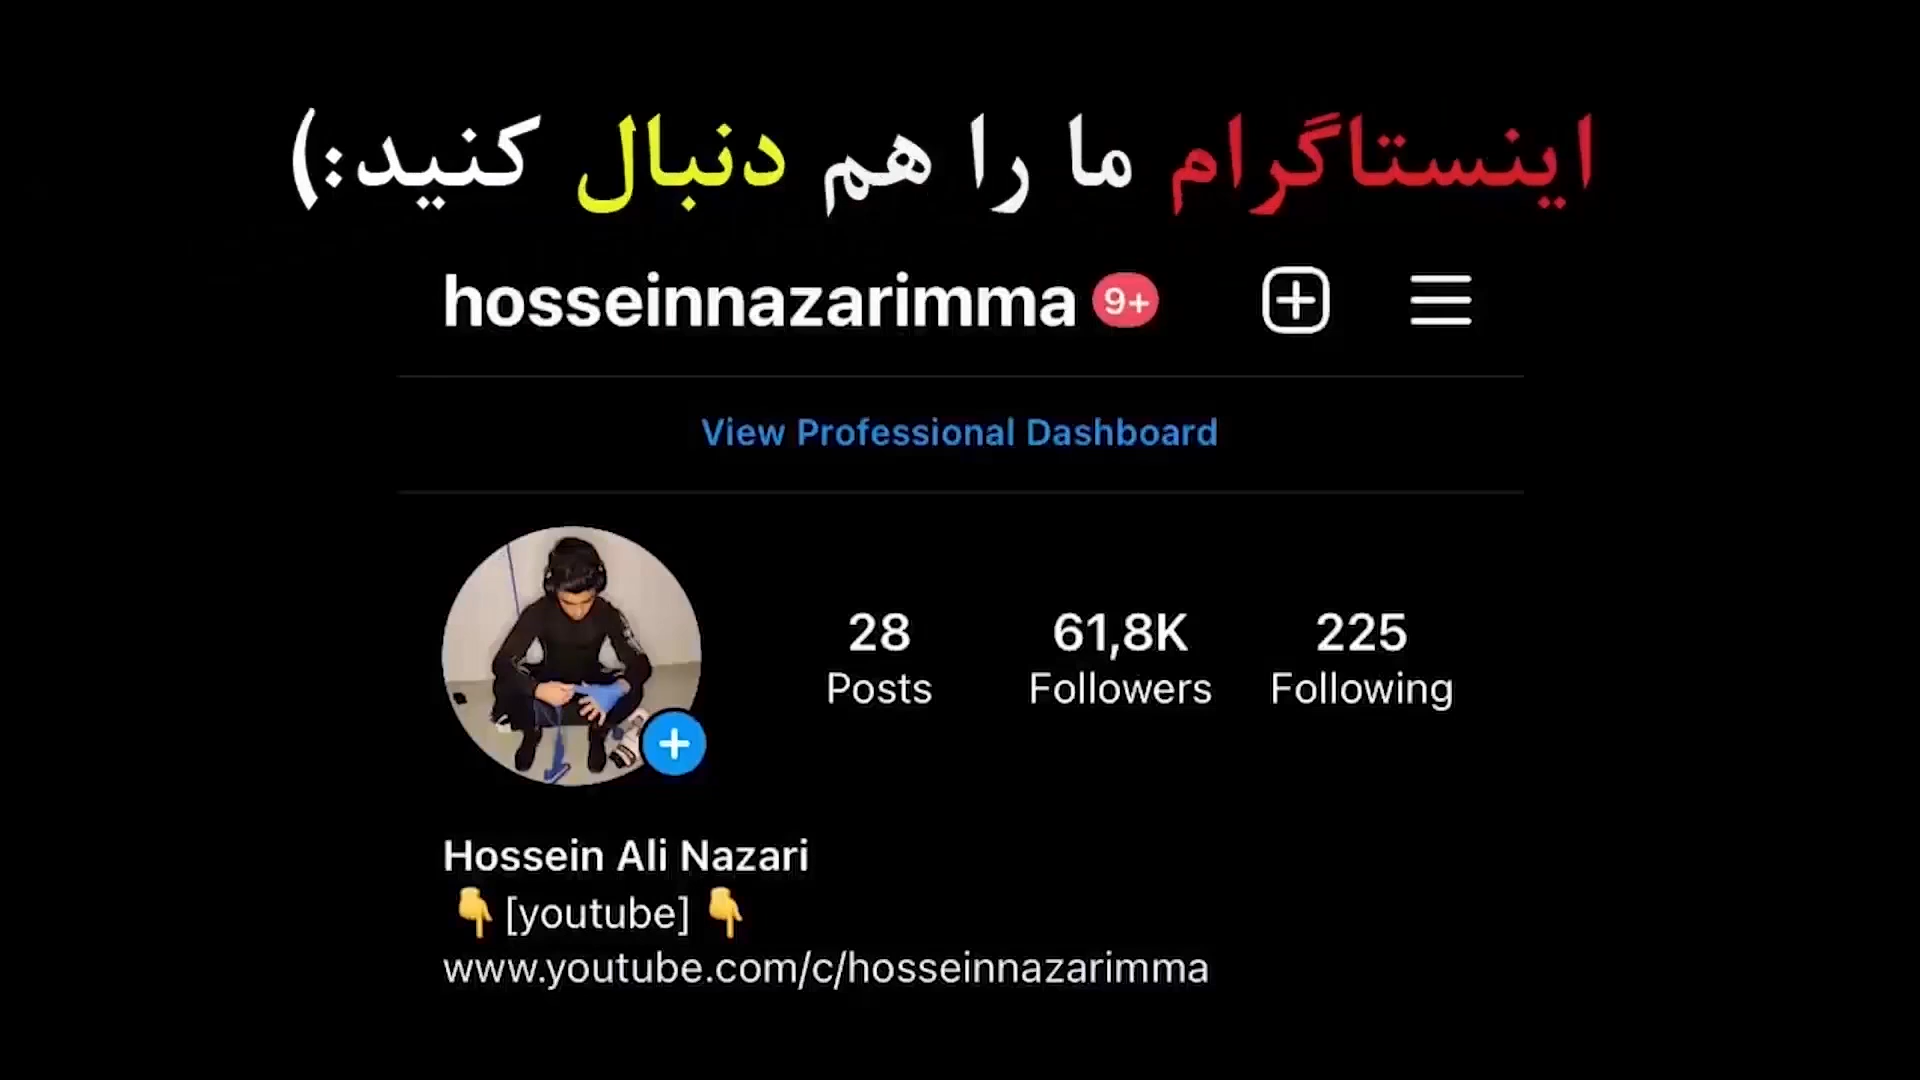 اینستاگرام ما را هم دنبال کنید:)
hosseinnazarimma 9+
View Professional Dashboard
28 61,8K 225
Posts Followers Following
Hossein Ali Nazari
👇 [youtube] 👇
www.youtube.com/c/hosseinnazarimma